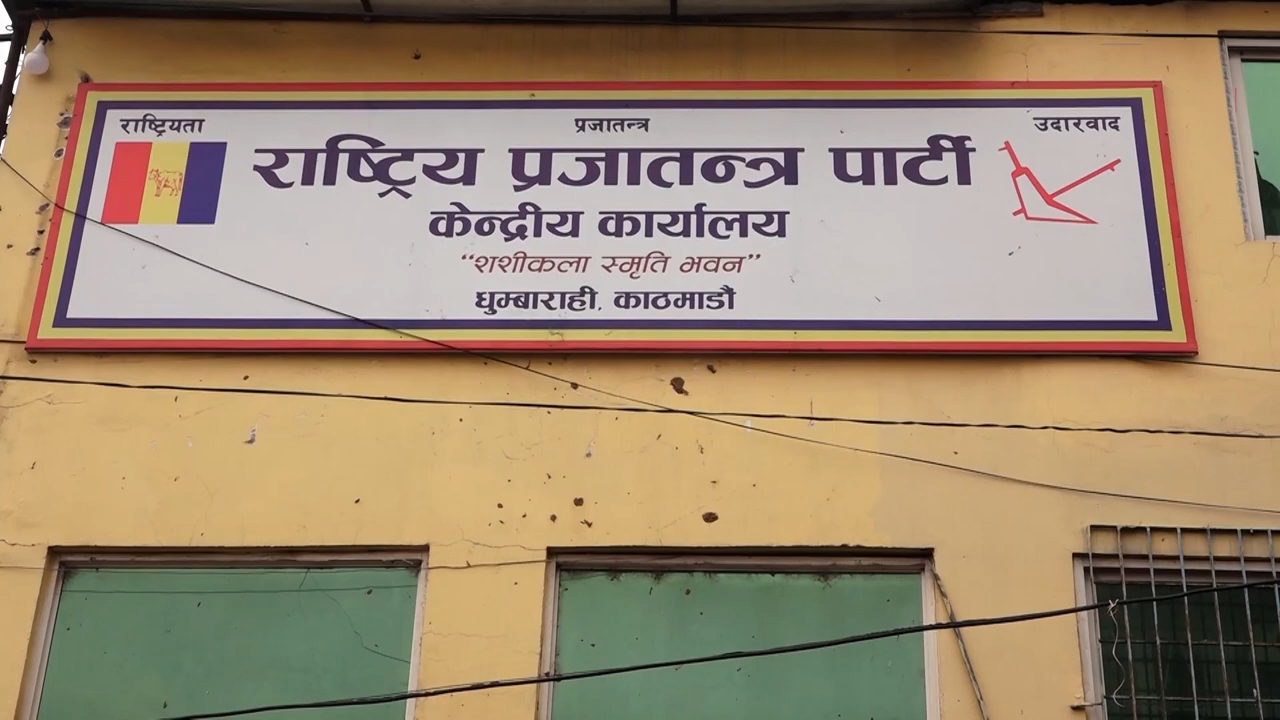 राष्ट्रियता प्रजातन्त्र उदारवाद
राष्ट्रिय प्रजातन्त्र पार्टी
केन्द्रीय कार्यालय
“शशीकला स्मृति भवन”
धुम्बाराही, काठमाडौं